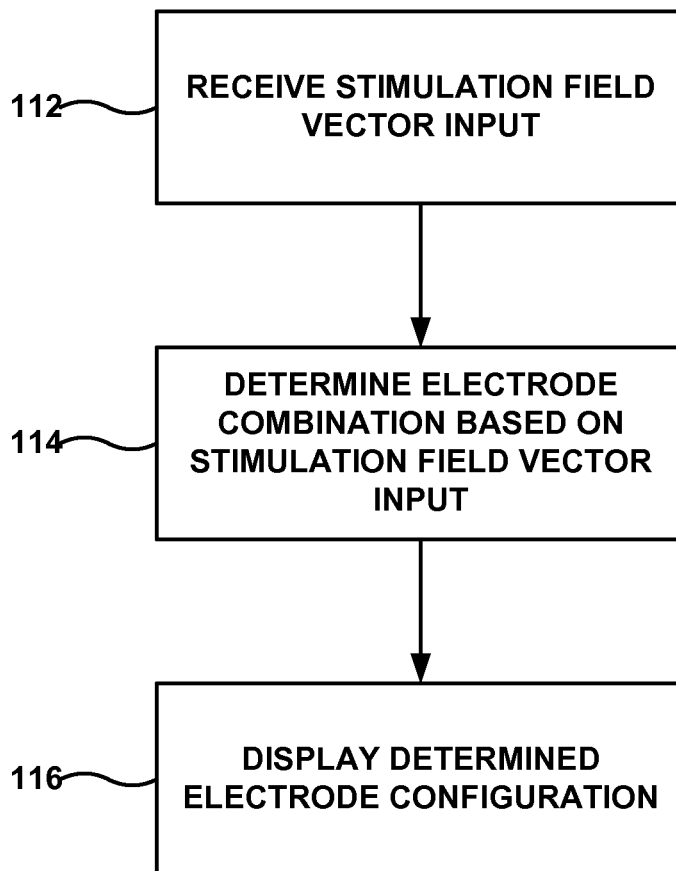 112
RECEIVE STIMULATION FIELD
VECTOR INPUT
114
DETERMINE ELECTRODE
COMBINATION BASED ON
STIMULATION FIELD VECTOR
INPUT
116
DISPLAY DETERMINED
ELECTRODE CONFIGURATION